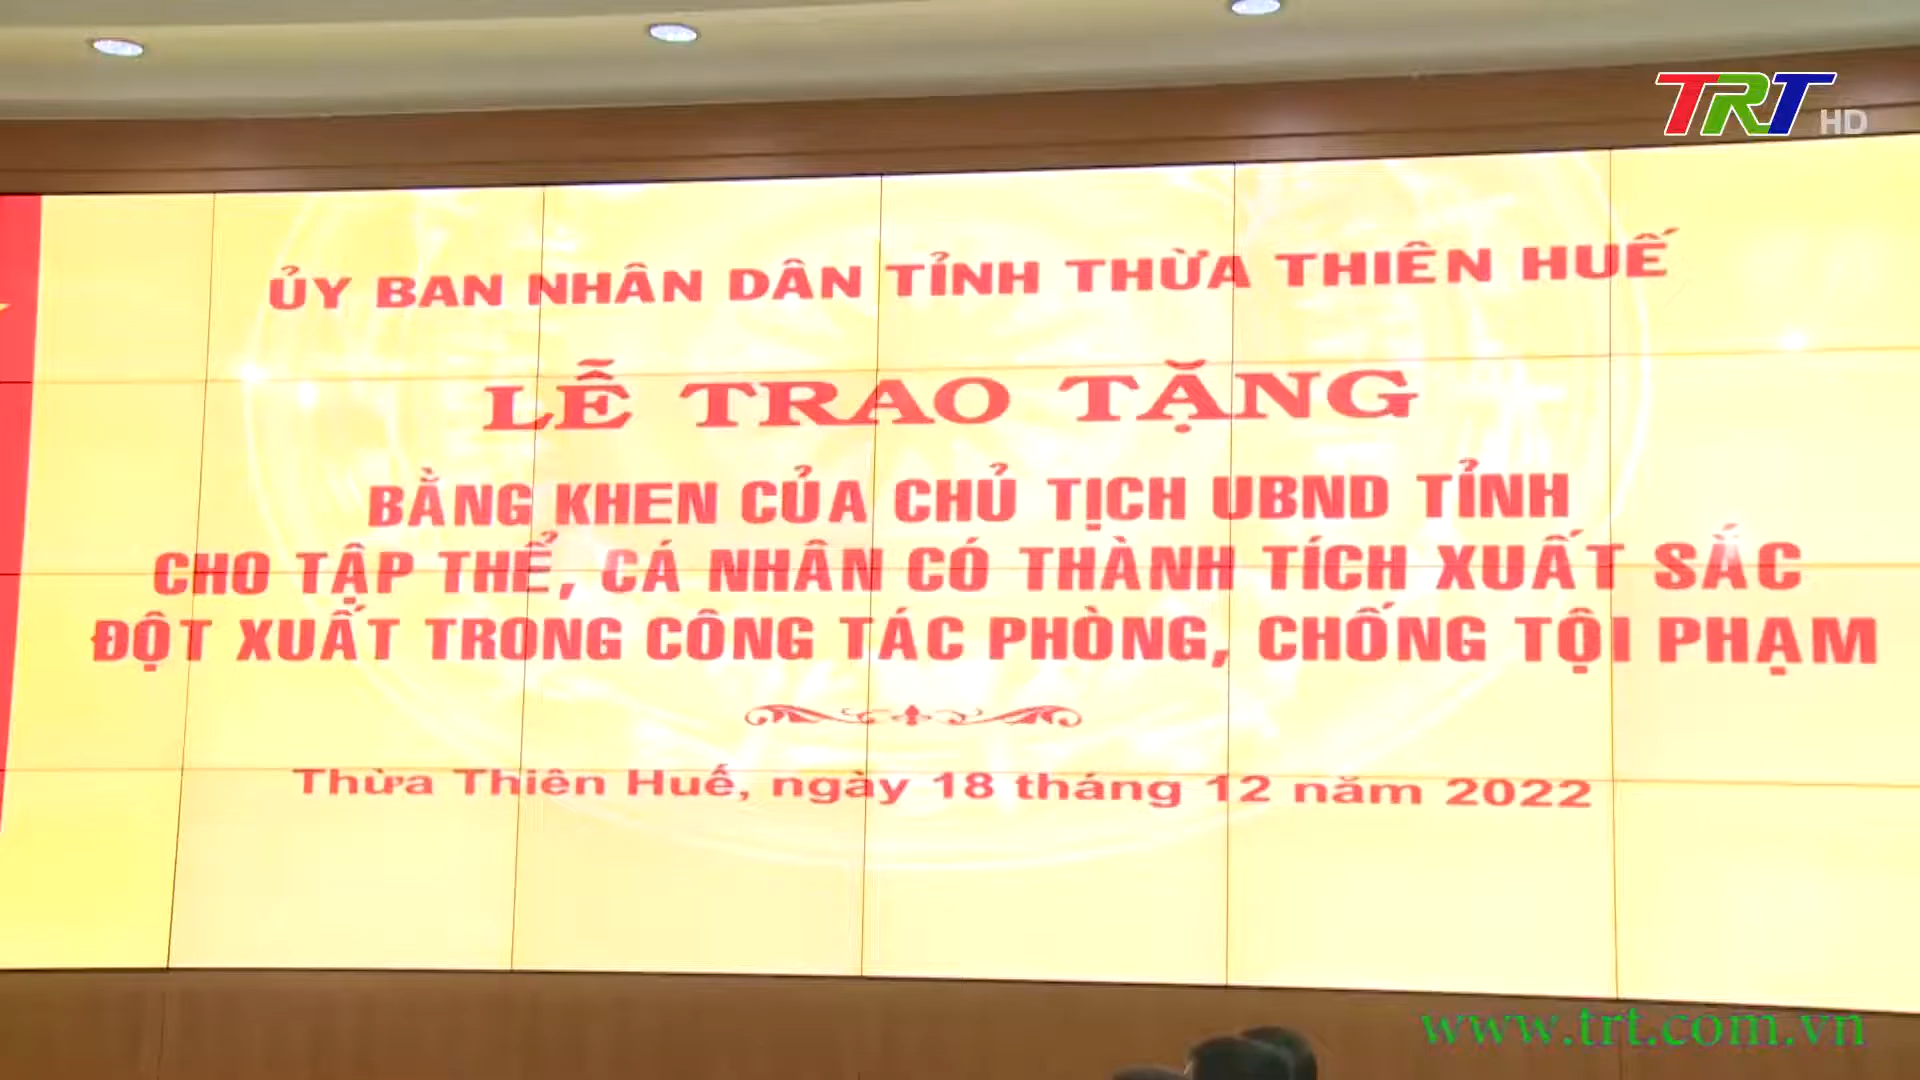 TRT HD
ỦY BAN NHÂN DÂN TỈNH THỪA THIÊN HUẾ
LỄ TRAO TẶNG
BẰNG KHEN CỦA CHỦ TỊCH UBND TỈNH
CHO TẬP THỂ, CÁ NHÂN CÓ THÀNH TÍCH XUẤT SẮC
ĐỘT XUẤT TRONG CÔNG TÁC PHÒNG, CHỐNG TỘI PHẠM
Thừa Thiên Huế, ngày 18 tháng 12 năm 2022
www.trt.com.vn